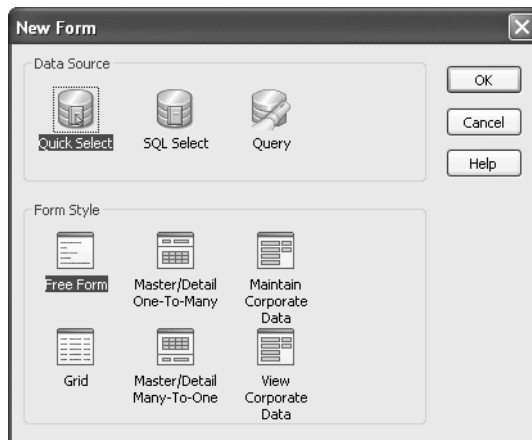 New Form
Data Source
Quick Select
SQL Select
Query
OK
Cancel
Help
Form Style
Free Form
Master/Detail
One-To-Many
Maintain
Corporate
Data
Grid
Master/Detail
Many-To-One
View
Corporate
Data